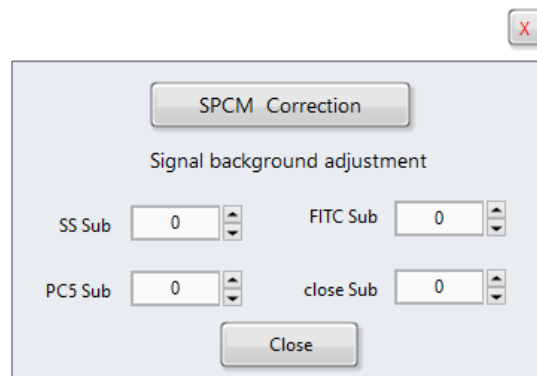 X
SPCM Correction
Signal background adjustment
SS Sub 0 FITC Sub 0
PC5 Sub 0 close Sub 0
Close